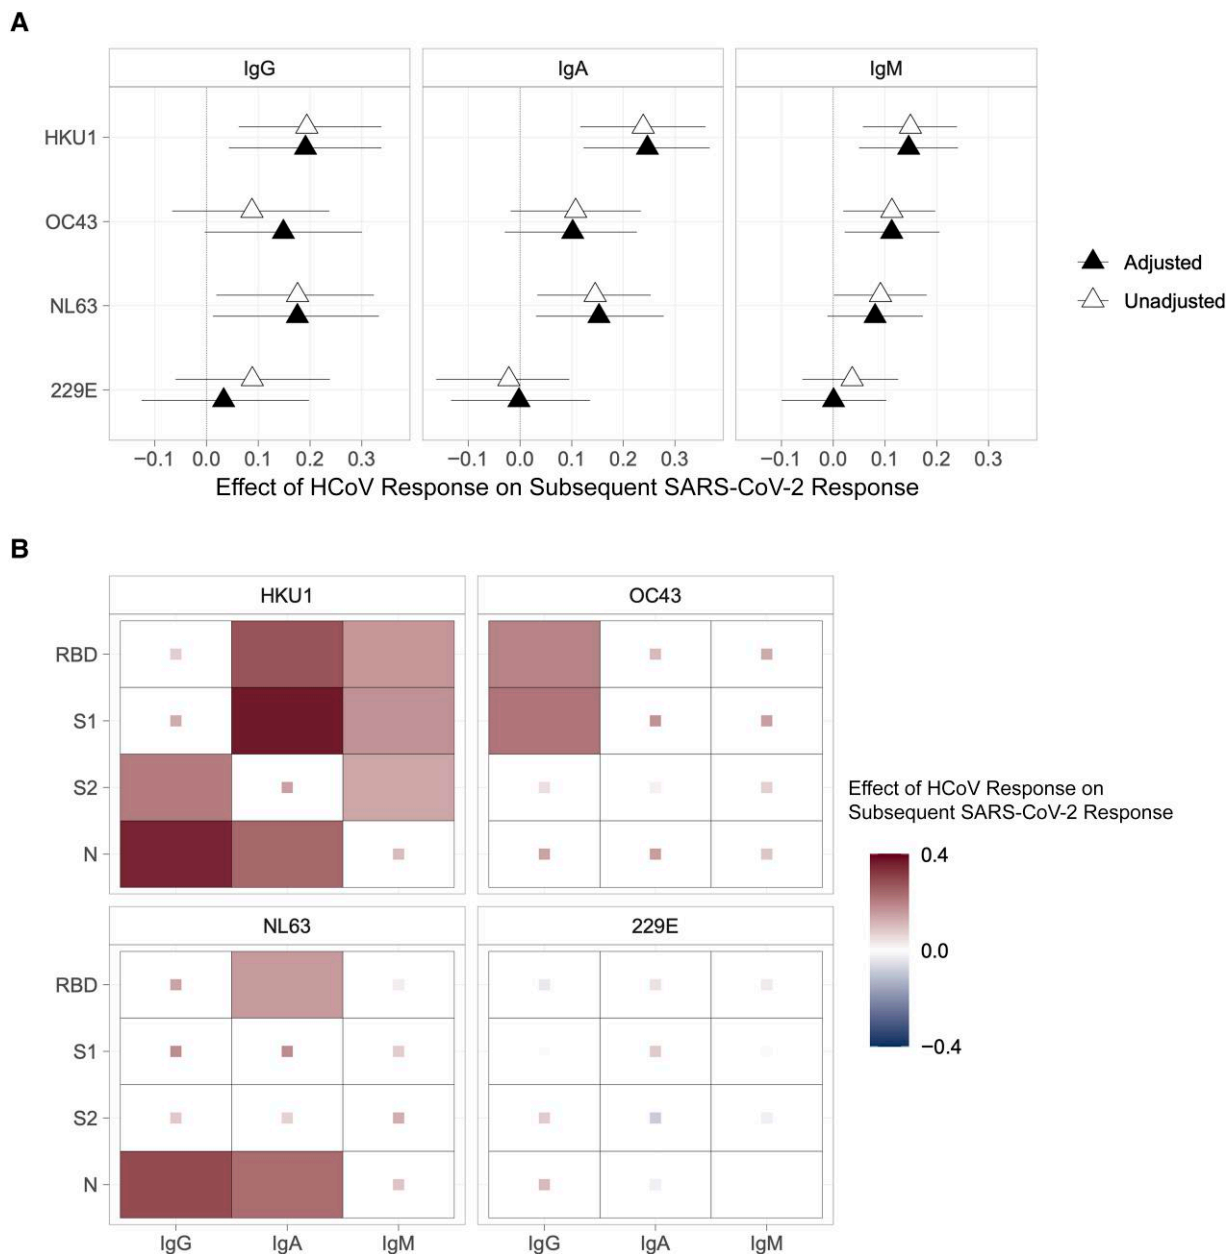 A
IgG IgA IgM
HKU1
OC43
NL63
229E
Adjusted
Unadjusted
−0.1 0.0 0.1 0.2 0.3 −0.1 0.0 0.1 0.2 0.3 −0.1 0.0 0.1 0.2 0.3
Effect of HCoV Response on Subsequent SARS-CoV-2 Response
B
HKU1 OC43
RBD
S1
S2
N
NL63 229E
RBD
S1
S2
N
IgG IgA IgM IgG IgA IgM
Effect of HCoV Response on
Subsequent SARS-CoV-2 Response
0.4
0.0
−0.4